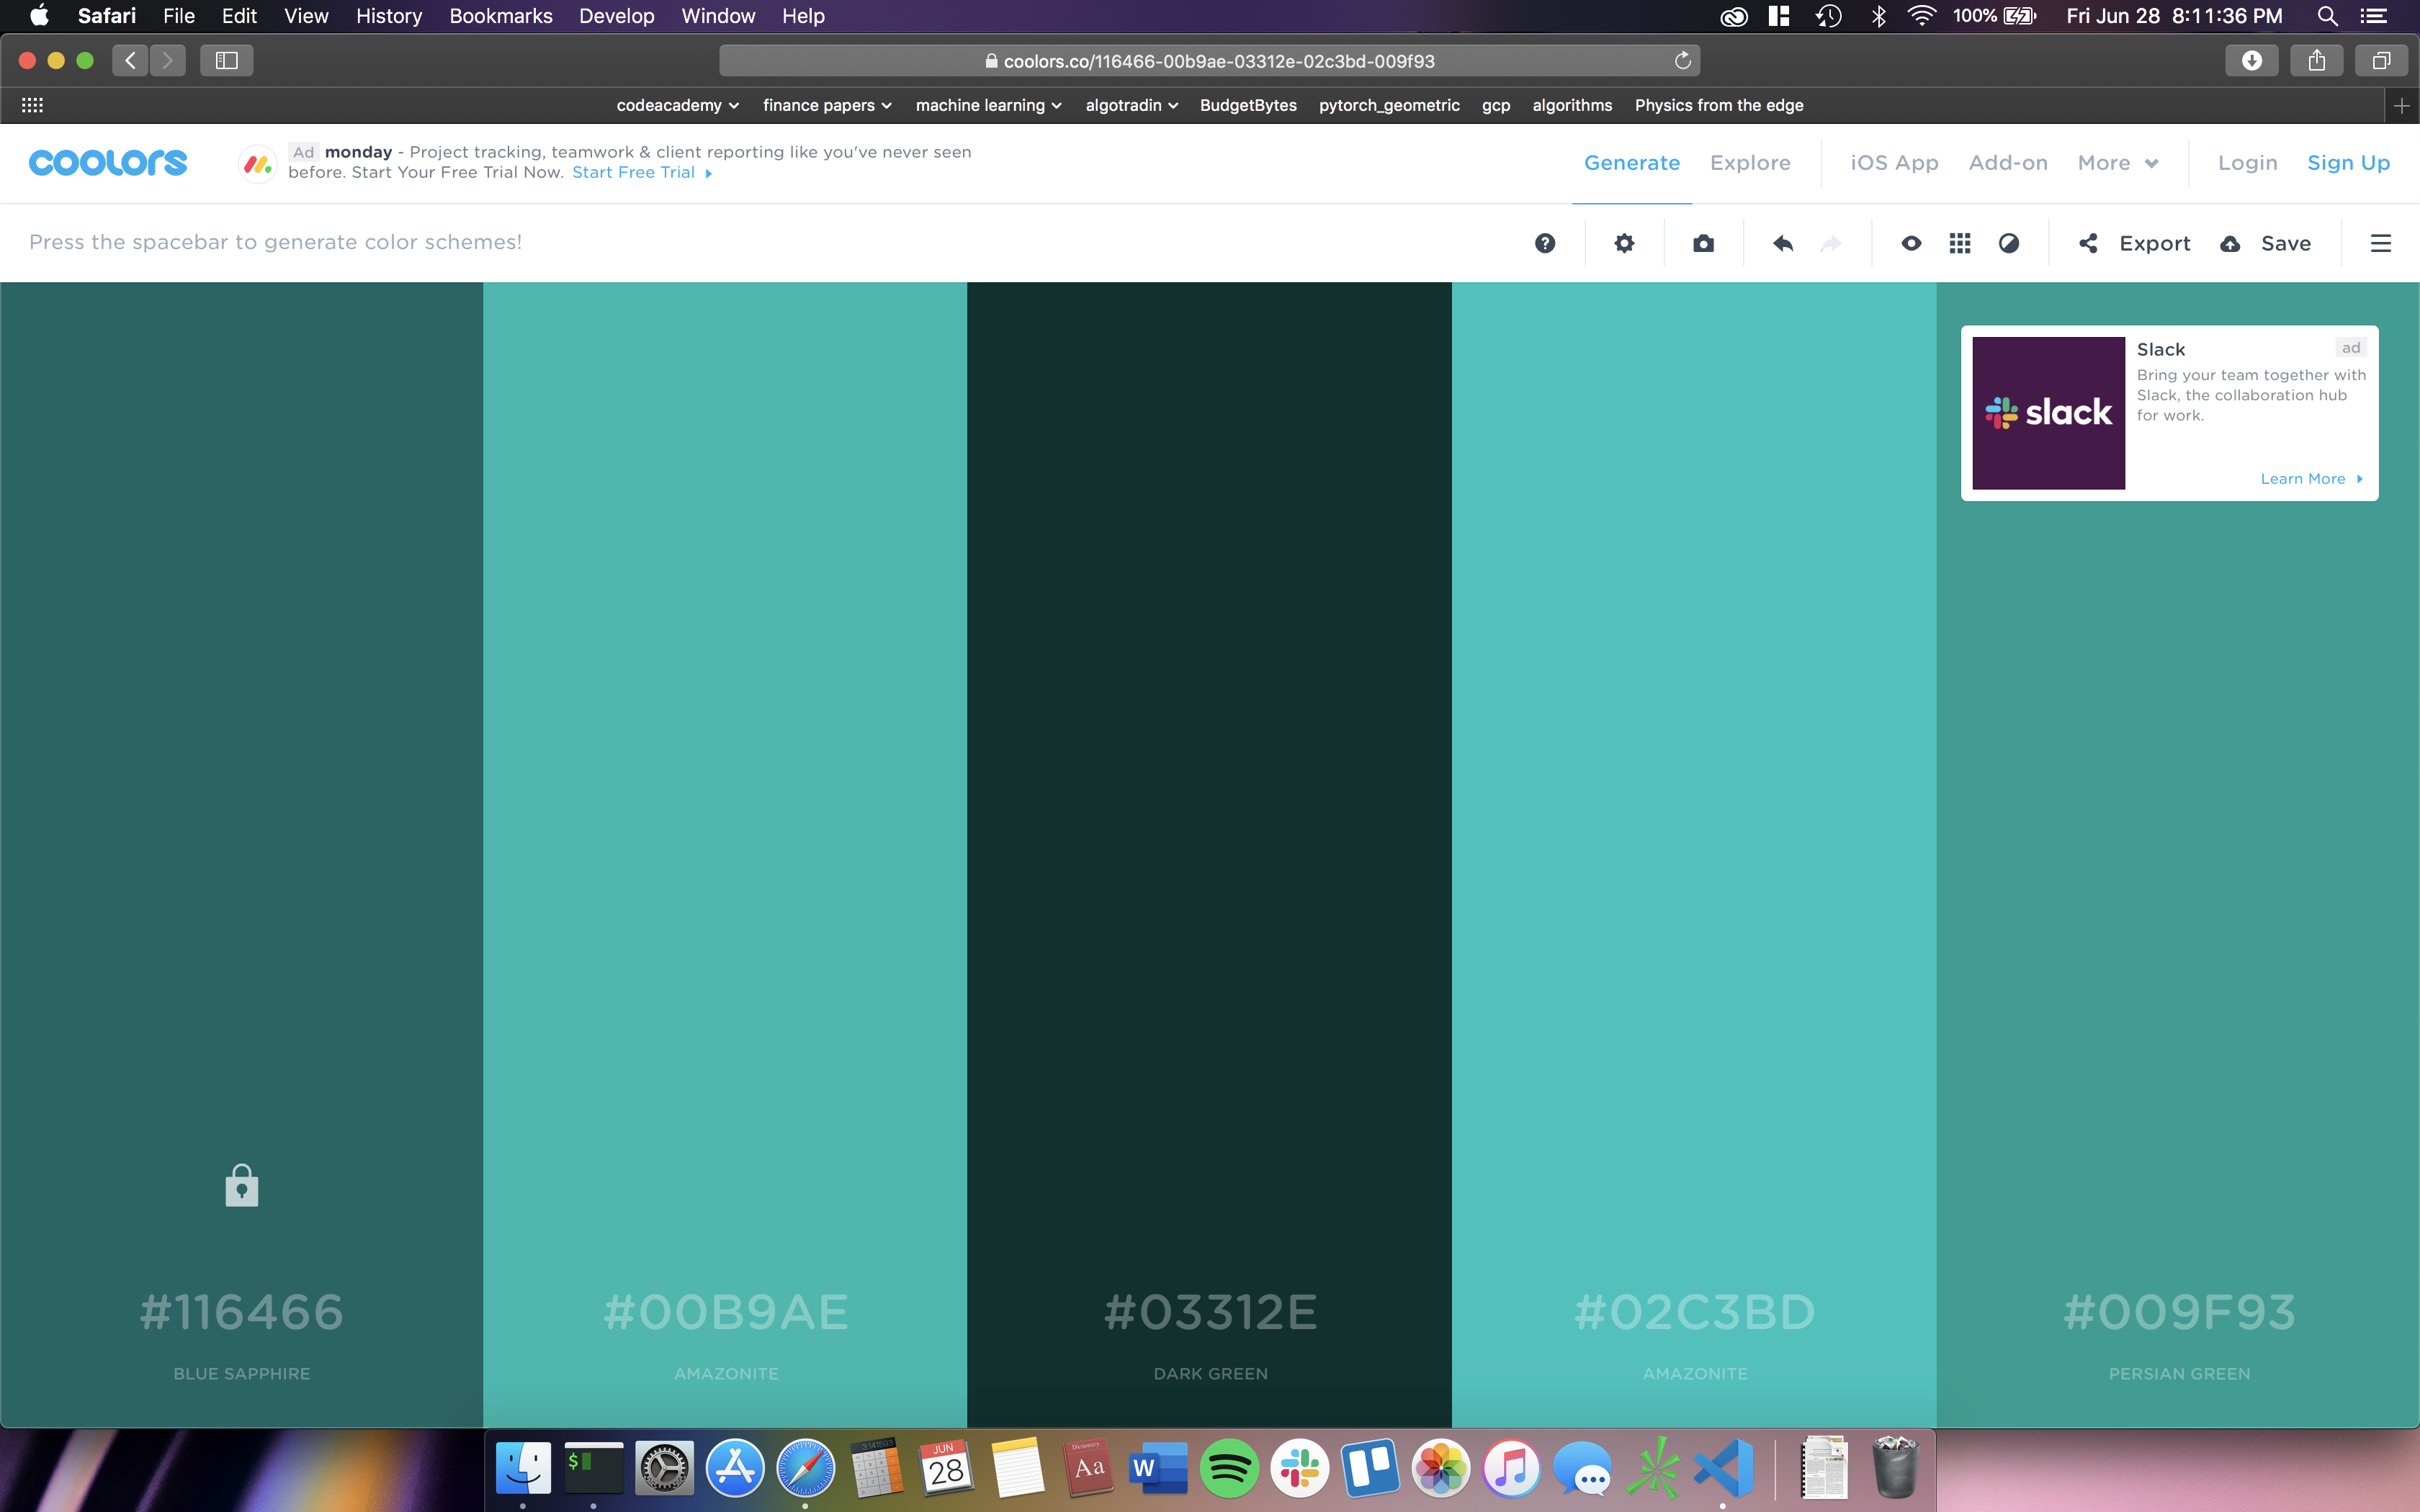 Safari File Edit View History Bookmarks Develop Window Help 100% Fri Jun 28 8:11:36 PM
coolors.co/116466-00b9ae-03312e-02c3bd-009f93
codeacademy finance papers machine learning algotradin BudgetBytes pytorch_geometric gcp algorithms Physics from the edge
coolors
Ad monday - Project tracking, teamwork & client reporting like you've never seen
before. Start Your Free Trial Now. Start Free Trial
Generate Explore iOS App Add-on More Login Sign Up
Press the spacebar to generate color schemes!
Export Save
slack
Slack ad
Bring your team together with
Slack, the collaboration hub
for work.
Learn More
#116466 #00B9AE #03312E #02C3BD #009F93
BLUE SAPPHIRE AMAZONITE DARK GREEN AMAZONITE PERSIAN GREEN
$
JUN
28
Dictionary
Aa
W